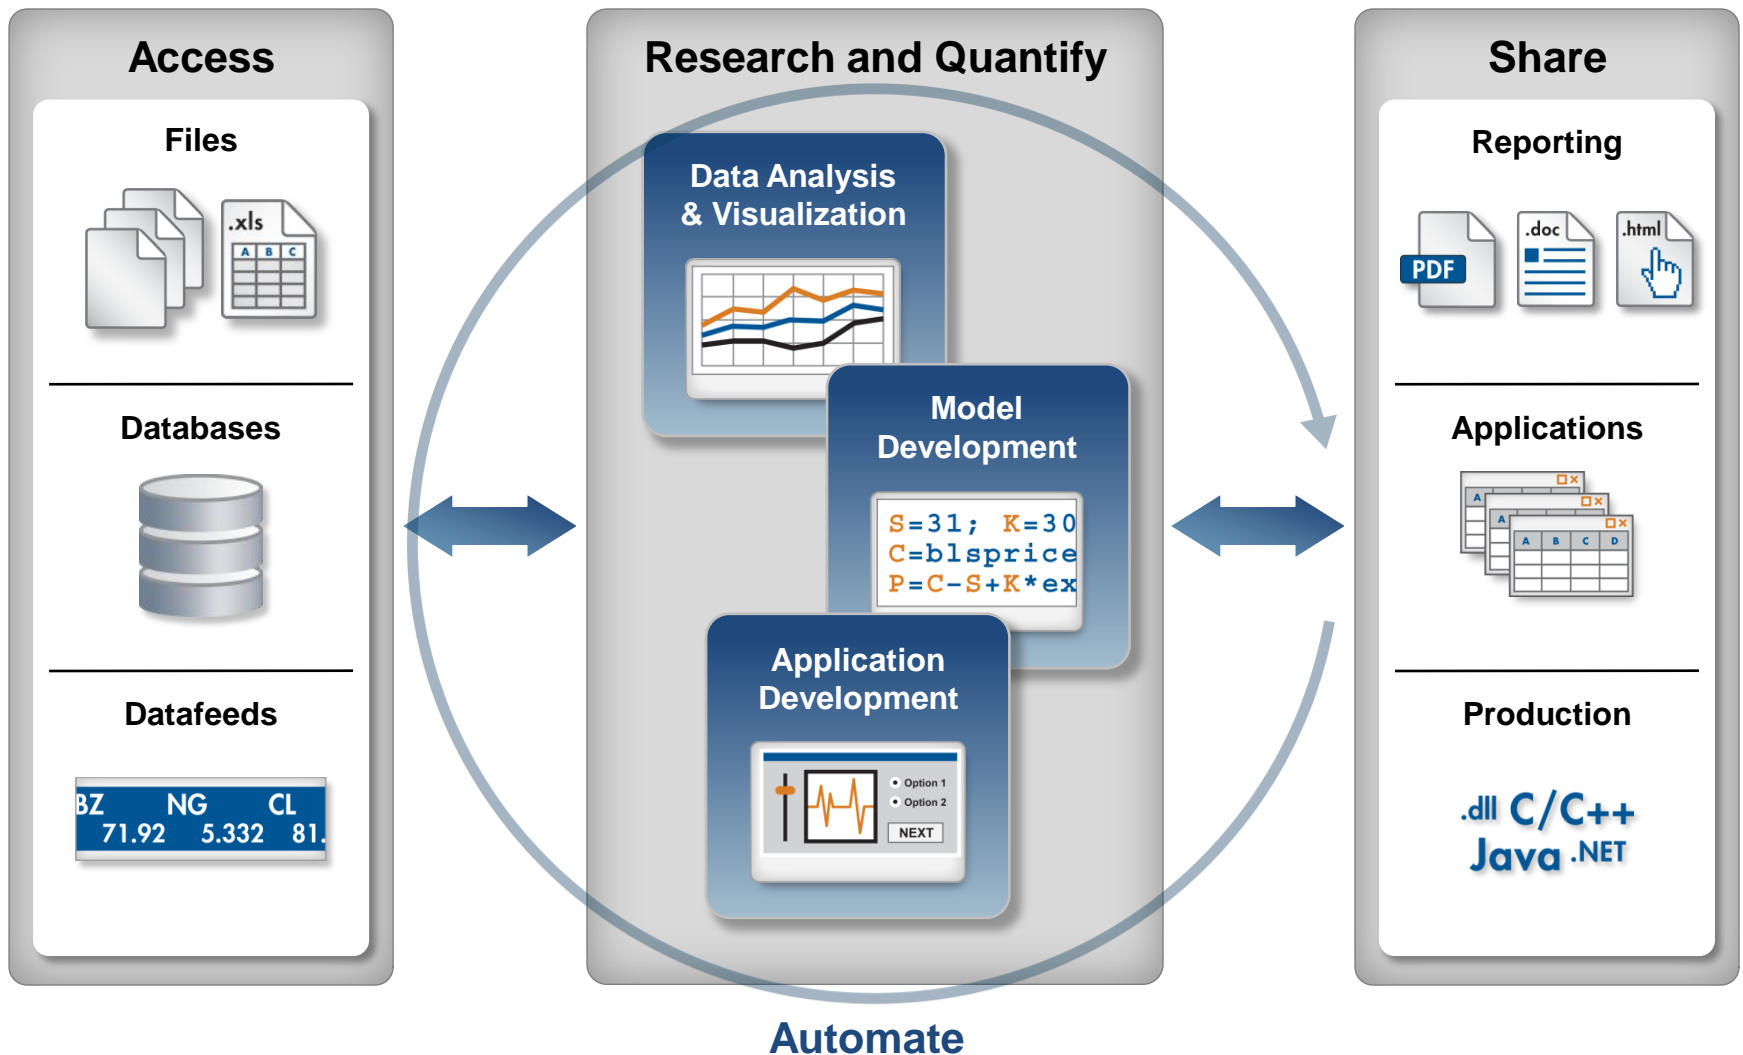 Access
Files
.xls
A B C
Databases
Datafeeds
BZ NG CL
71.92 5.332 81.
Research and Quantify
Data Analysis
& Visualization
Model
Development
S=31; K=30
C=blsprice
P=C-S+K*ex
Application
Development
Option 1
Option 2
NEXT
Automate
Share
Reporting
PDF
.doc
.html
Applications
A
A
A B C D
Production
.dll C/C++
Java .NET